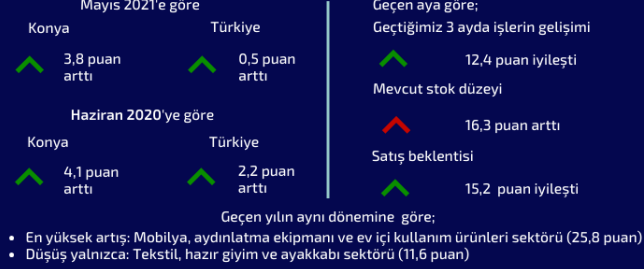 Mayıs 2021'e göre
Konya
Türkiye
3,8 puan
arttı
0,5 puan
arttı
Haziran 2020'ye göre
Konya
Türkiye
4,1 puan
arttı
2,2 puan
arttı
Geçen aya göre;
Geçtiğimiz 3 ayda işlerin gelişimi
12,4 puan iyileşti
Mevcut stok düzeyi
16,3 puan arttı
Satış beklentisi
15,2 puan iyileşti
Geçen yılın aynı dönemine göre;
• En yüksek artış: Mobilya, aydınlatma ekipmanı ve ev içi kullanım ürünleri sektörü (25,8 puan)
• Düşüş yalnızca: Tekstil, hazır giyim ve ayakkabı sektörü (11,6 puan)